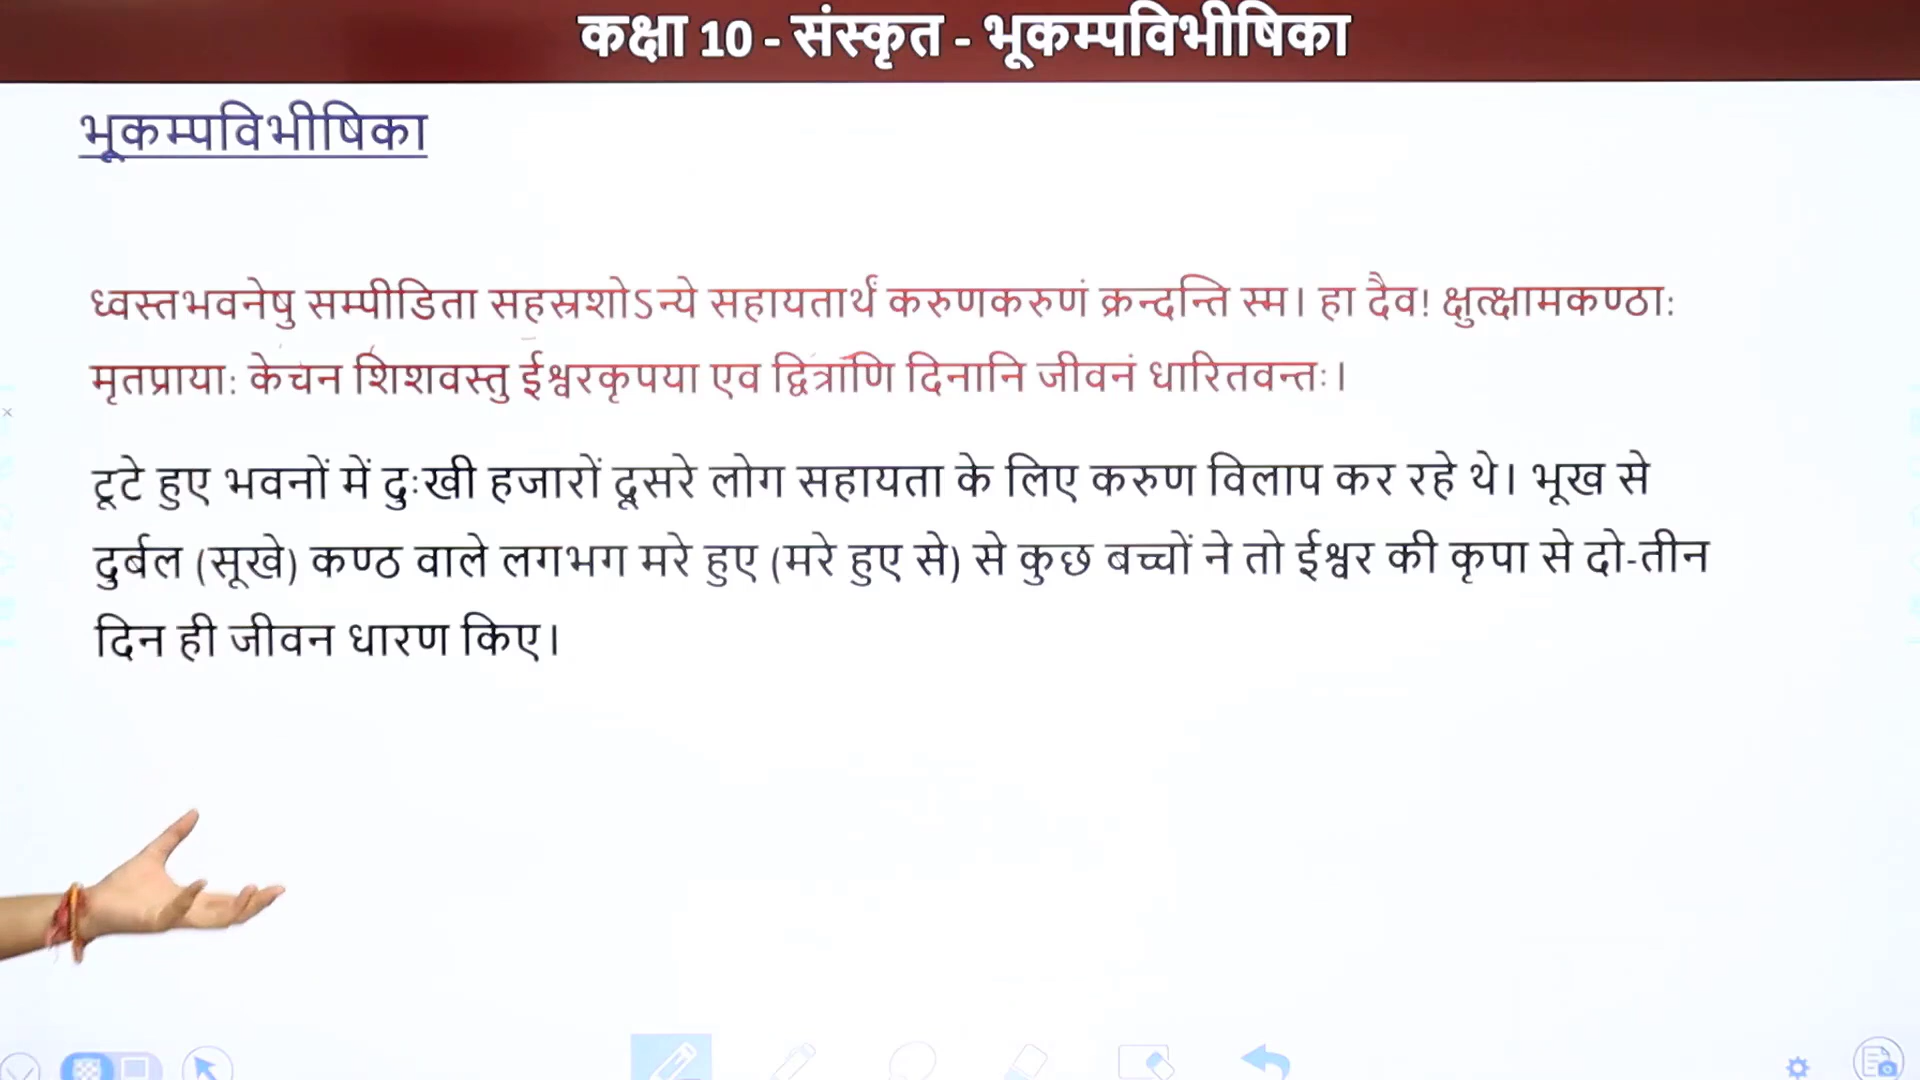 कक्षा 10 - संस्कृत - भूकम्पविभीषिका
भूकम्पविभीषिका
ध्वस्तभवनेषु सम्पीडिता सहस्रशोऽन्ये सहायतार्थं करुणकरुणं क्रन्दन्ति स्म। हा दैव! क्षुत्क्षामकण्ठाः
मृतप्रायाः केचन शिशवस्तु ईश्वरकृपया एव द्वित्राणि दिनानि जीवनं धारितवन्तः।
टूटे हुए भवनों में दुःखी हजारों दूसरे लोग सहायता के लिए करुण विलाप कर रहे थे। भूख से
दुर्बल (सूखे) कण्ठ वाले लगभग मरे हुए (मरे हुए से) से कुछ बच्चों ने तो ईश्वर की कृपा से दो-तीन
दिन ही जीवन धारण किए।